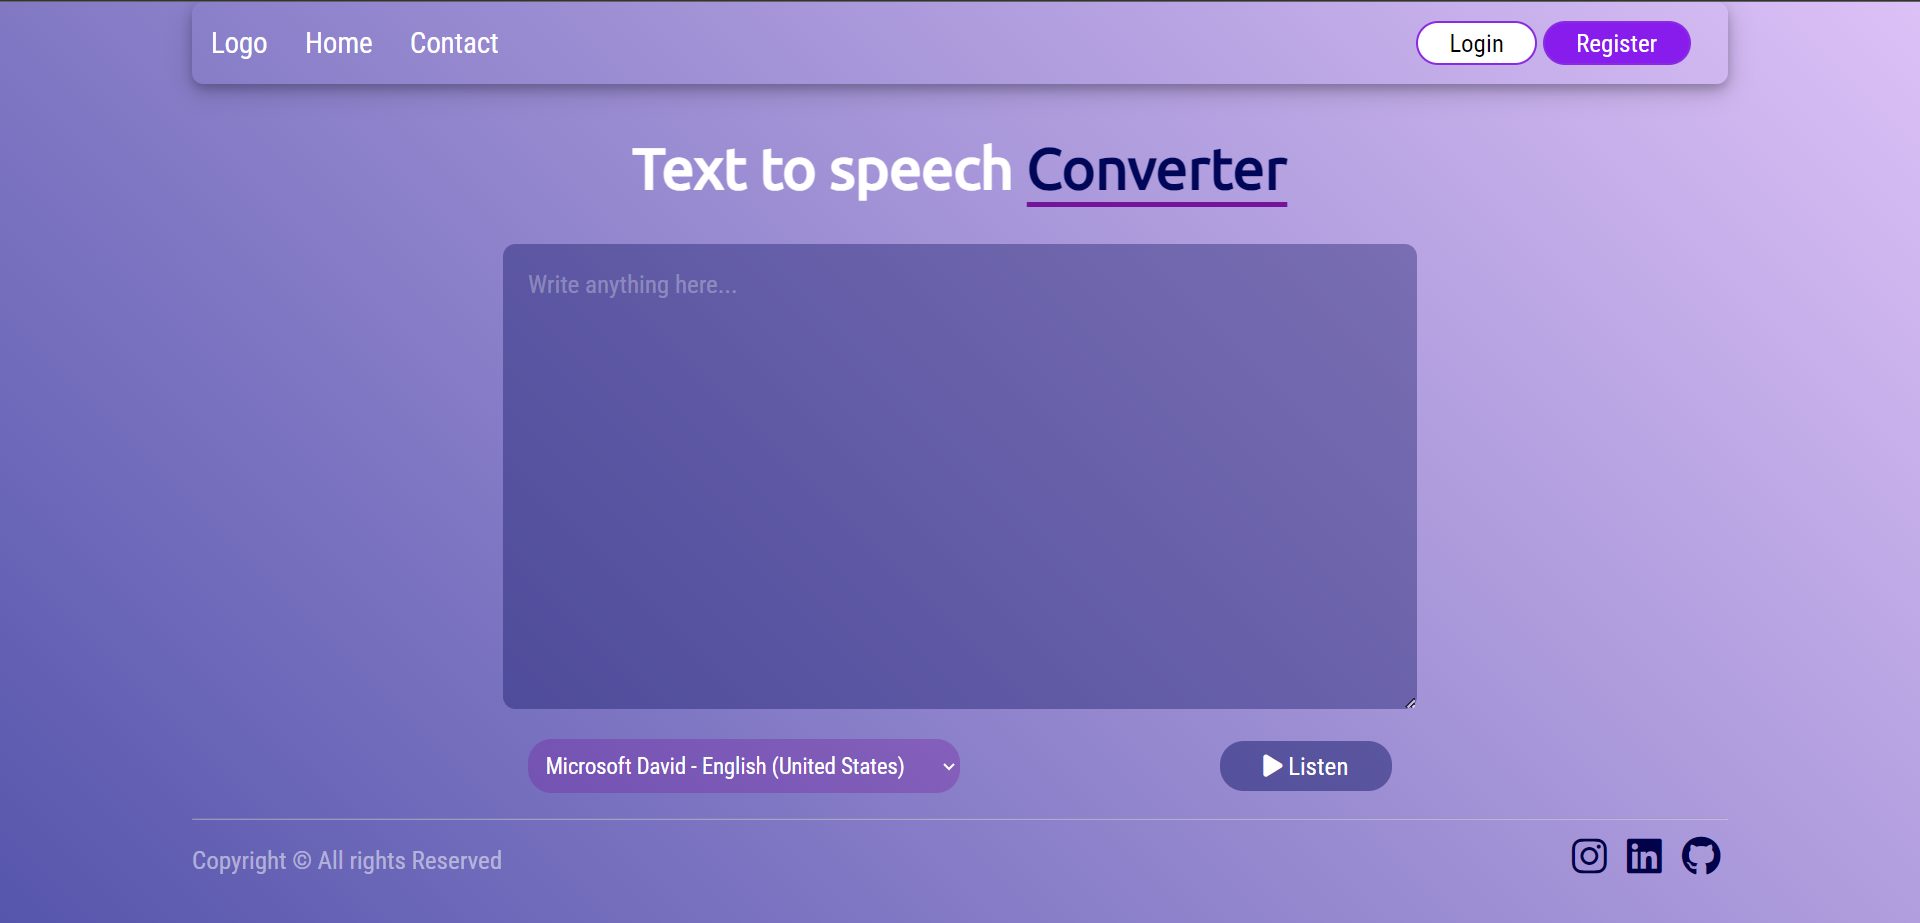 Logo Home Contact Login Register
Text to speech Converter
Write anything here...
Microsoft David - English (United States)
Listen
Copyright © All rights Reserved
in